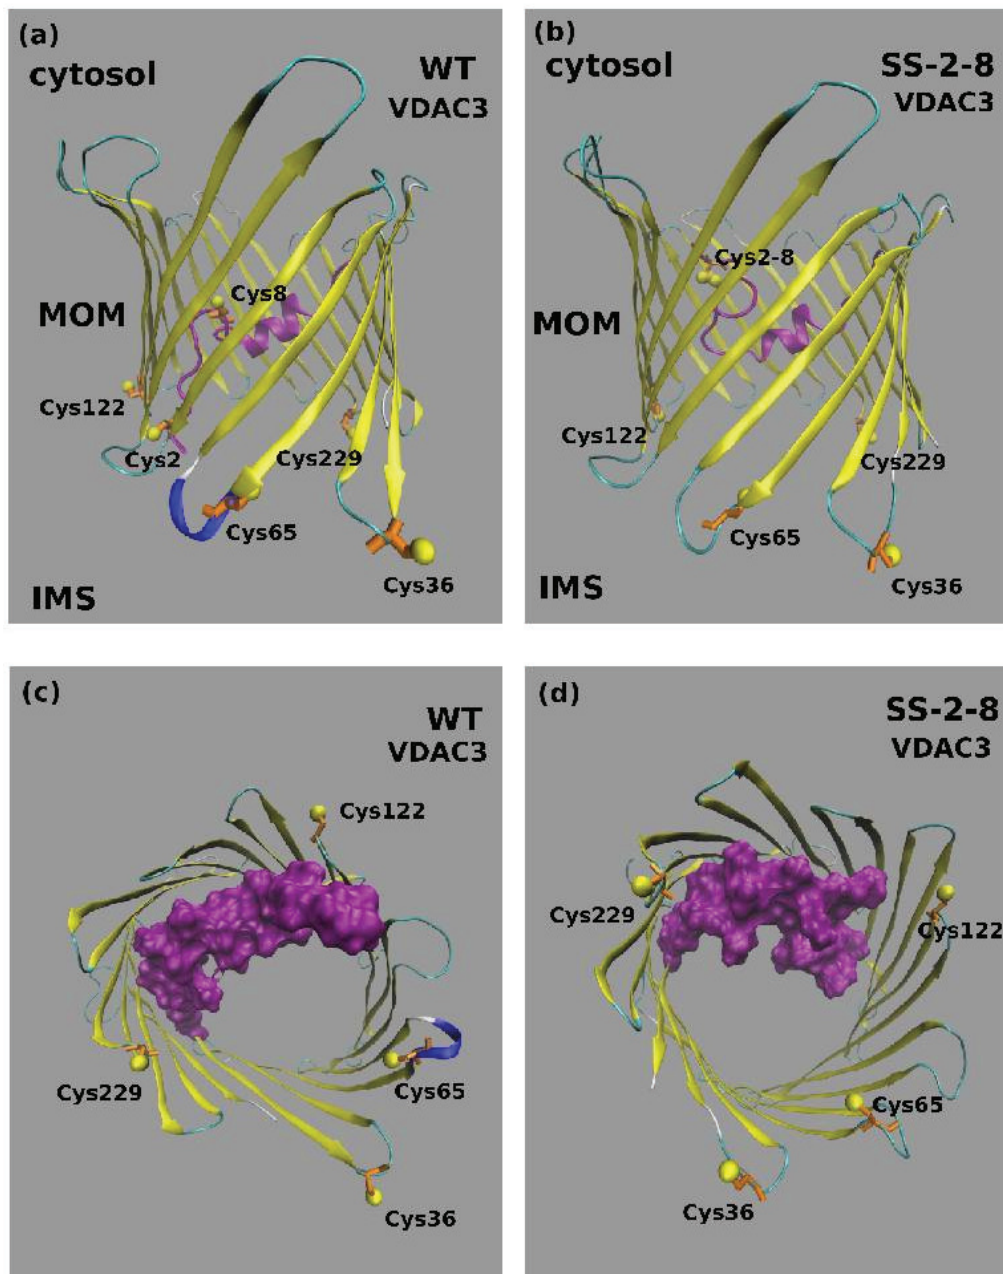 (a)
cytosol
WT
VDAC3
Cys8
MOM
Cys122
Cys2
Cys229
Cys65
Cys36
IMS
(b)
cytosol
SS-2-8
VDAC3
Cys2-8
MOM
Cys122
Cys229
Cys65
Cys36
IMS
(c)
WT
VDAC3
Cys122
Cys229
Cys65
Cys36
(d)
SS-2-8
VDAC3
Cys229
Cys122
Cys65
Cys36